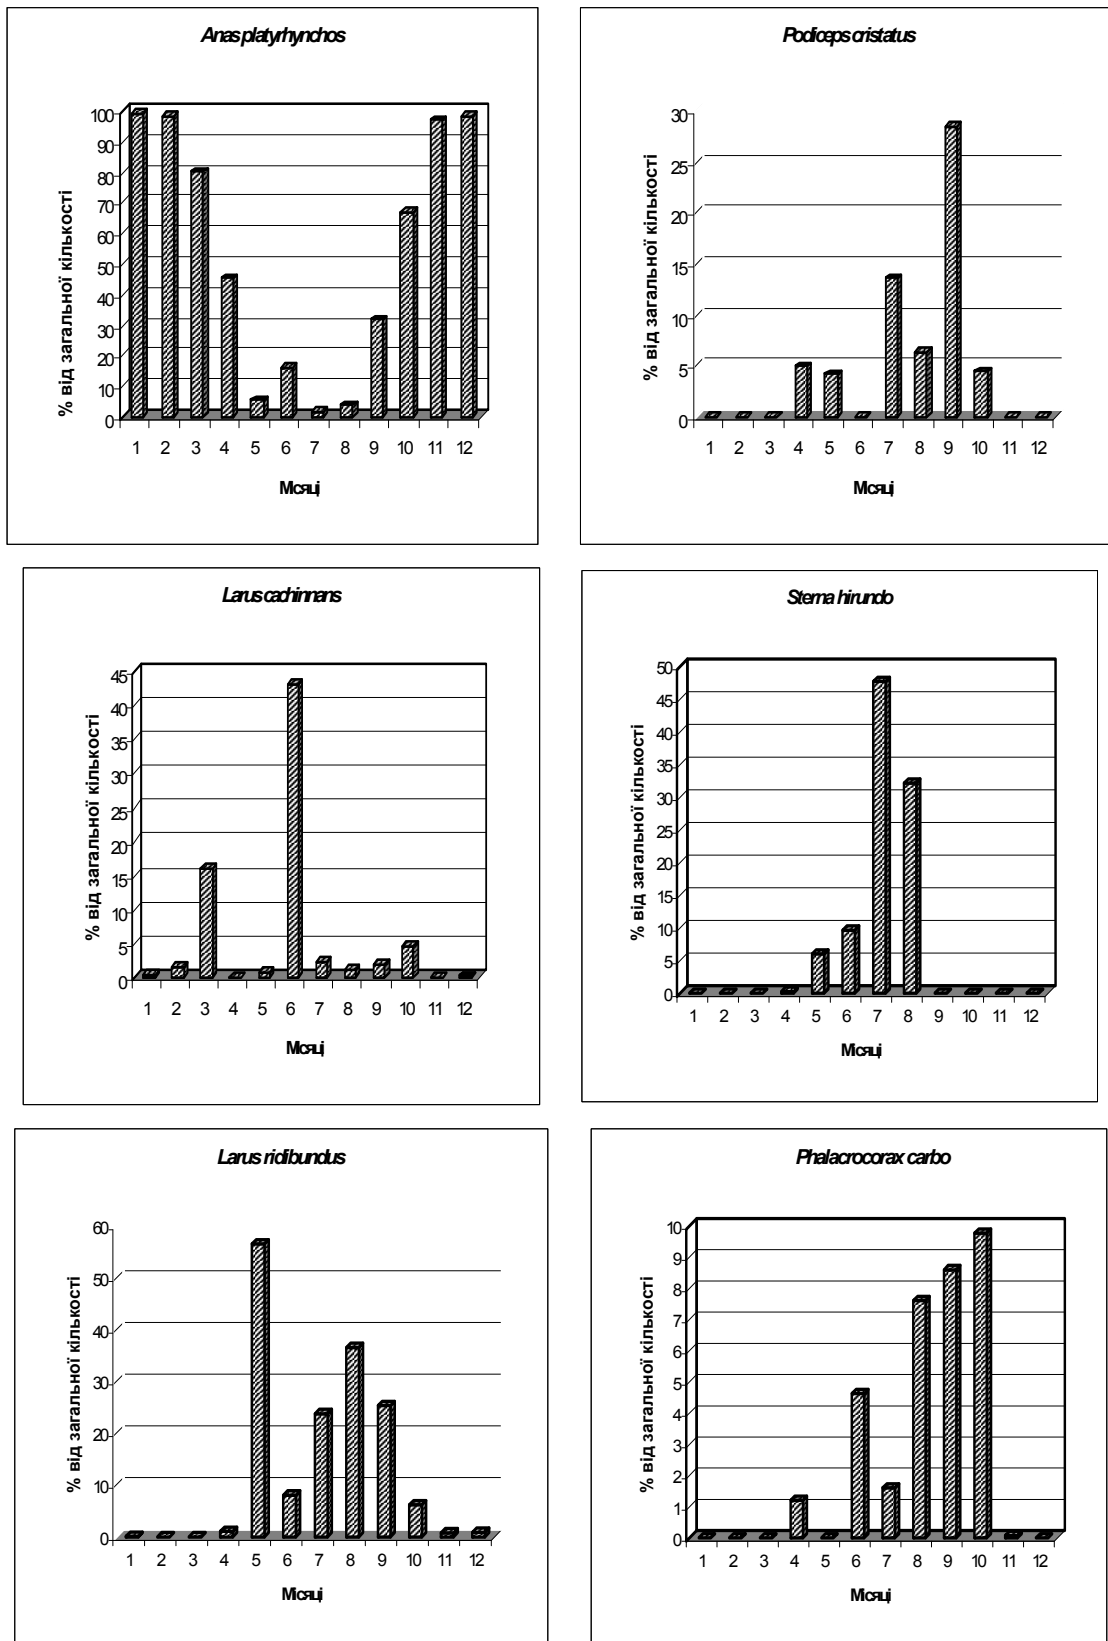 Anas platyrhynchos
% від загальної кількості
100
90
80
70
60
50
40
30
20
10
0
1 2 3 4 5 6 7 8 9 10 11 12
Місяці
Podiceps cristatus
% від загальної кількості
30
25
20
15
10
5
0
1 2 3 4 5 6 7 8 9 10 11 12
Місяці
Larus cachinnans
% від загальної кількості
45
40
35
30
25
20
15
10
5
0
1 2 3 4 5 6 7 8 9 10 11 12
Місяці
Sterna hirundo
% від загальної кількості
50
45
40
35
30
25
20
15
10
5
0
1 2 3 4 5 6 7 8 9 10 11 12
Місяці
Larus ridibundus
% від загальної кількості
60
50
40
30
20
10
0
1 2 3 4 5 6 7 8 9 10 11 12
Місяці
Phalacrocorax carbo
% від загальної кількості
10
9
8
7
6
5
4
3
2
1
0
1 2 3 4 5 6 7 8 9 10 11 12
Місяці